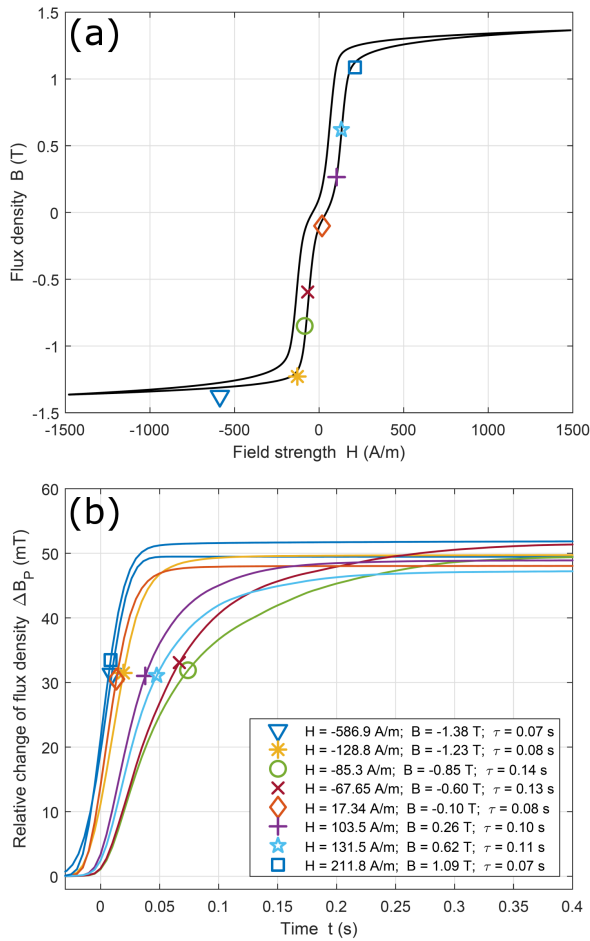 (a)
1.5
1
0.5
0
-0.5
-1
-1.5
Flux density B (T)
-1500 -1000 -500 0 500 1000 1500
Field strength H (A/m)
(b)
60
50
40
30
20
10
0
Relative change of flux density ΔB_P (mT)
H = -586.9 A/m; B = -1.38 T; τ = 0.07 s
H = -128.8 A/m; B = -1.23 T; τ = 0.08 s
H = -85.3 A/m; B = -0.85 T; τ = 0.14 s
H = -67.65 A/m; B = -0.60 T; τ = 0.13 s
H = 17.34 A/m; B = -0.10 T; τ = 0.08 s
H = 103.5 A/m; B = 0.26 T; τ = 0.10 s
H = 131.5 A/m; B = 0.62 T; τ = 0.11 s
H = 211.8 A/m; B = 1.09 T; τ = 0.07 s
0 0.05 0.1 0.15 0.2 0.25 0.3 0.35 0.4
Time t (s)